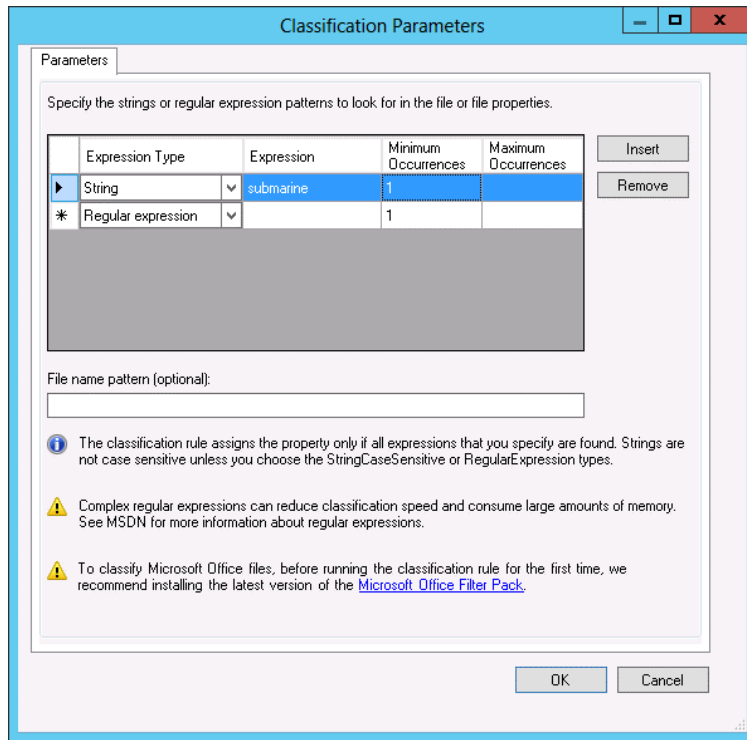 Classification Parameters
Parameters
Specify the strings or regular expression patterns to look for in the file or file properties.
Expression Type Expression Minimum Occurrences Maximum Occurrences
Insert
String submarine 1
Remove
Regular expression 1
File name pattern (optional):
The classification rule assigns the property only if all expressions that you specify are found. Strings are
not case sensitive unless you choose the StringCaseSensitive or RegularExpression types.
Complex regular expressions can reduce classification speed and consume large amounts of memory.
See MSDN for more information about regular expressions.
To classify Microsoft Office files, before running the classification rule for the first time, we
recommend installing the latest version of the Microsoft Office Filter Pack.
OK Cancel